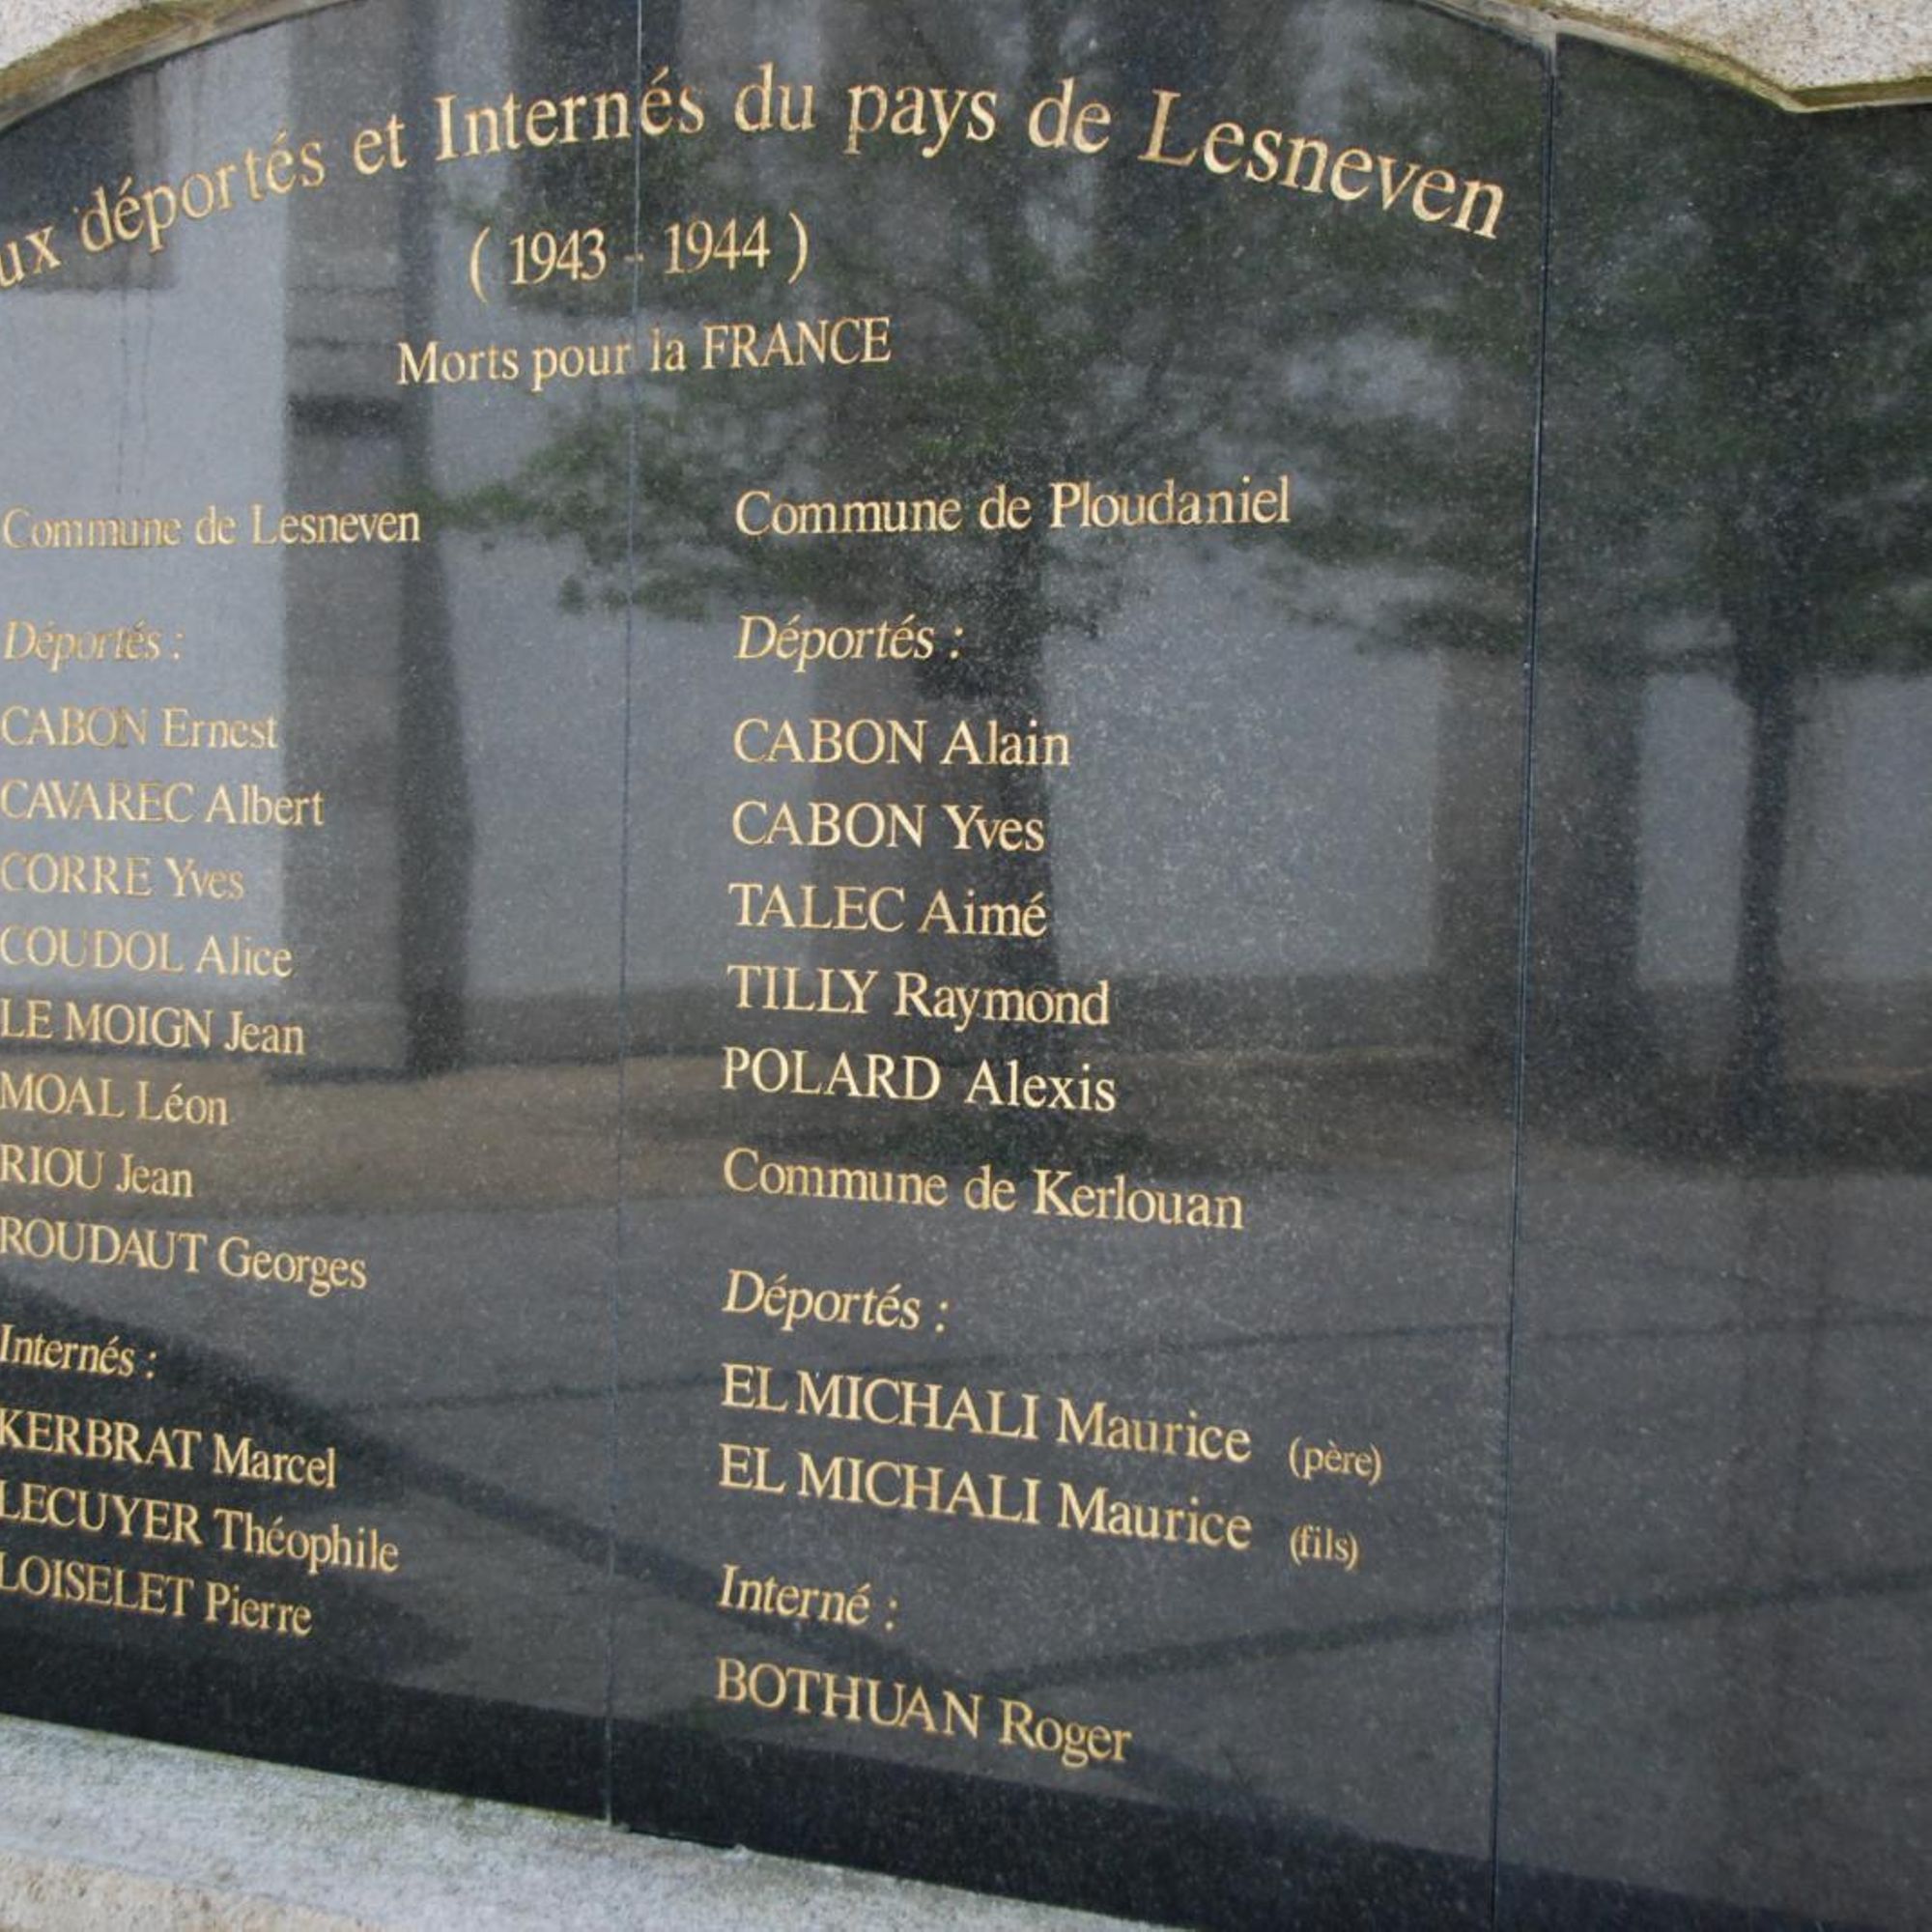 ux déportés et Internés du pays de Lesneven
( 1943 - 1944 )
Morts pour la FRANCE
Commune de Lesneven
Déportés :
CABON Ernest
CAVAREC Albert
CORRE Yves
COUDOL Alice
LE MOIGN Jean
MOAL Léon
RIOU Jean
ROUDAUT Georges
Internés :
KERBRAT Marcel
LECUYER Théophile
LOISELET Pierre
Commune de Ploudaniel
Déportés :
CABON Alain
CABON Yves
TALEC Aimé
TILLY Raymond
POLARD Alexis
Commune de Kerlouan
Déportés :
EL MICHALI Maurice (père)
EL MICHALI Maurice (fils)
Interné :
BOTHUAN Roger